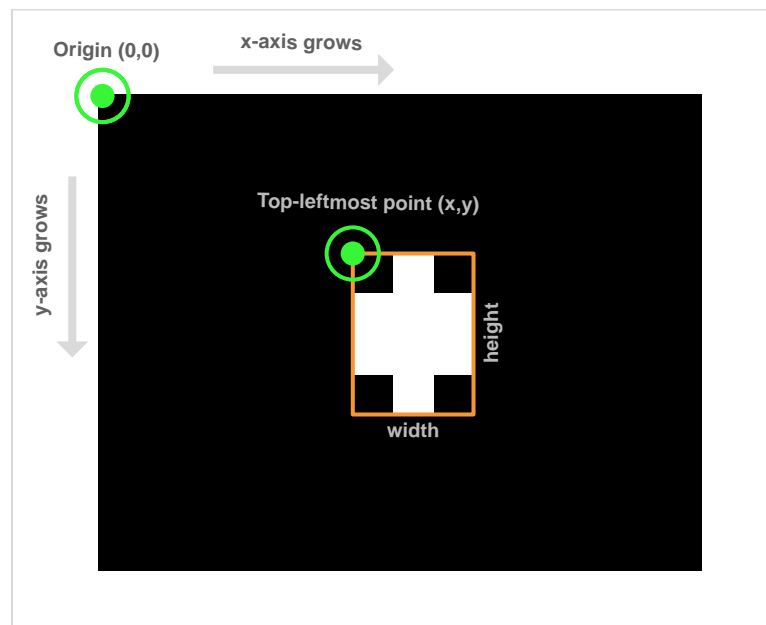 Origin (0,0)
x-axis grows
y-axis grows
Top-leftmost point (x,y)
height
width